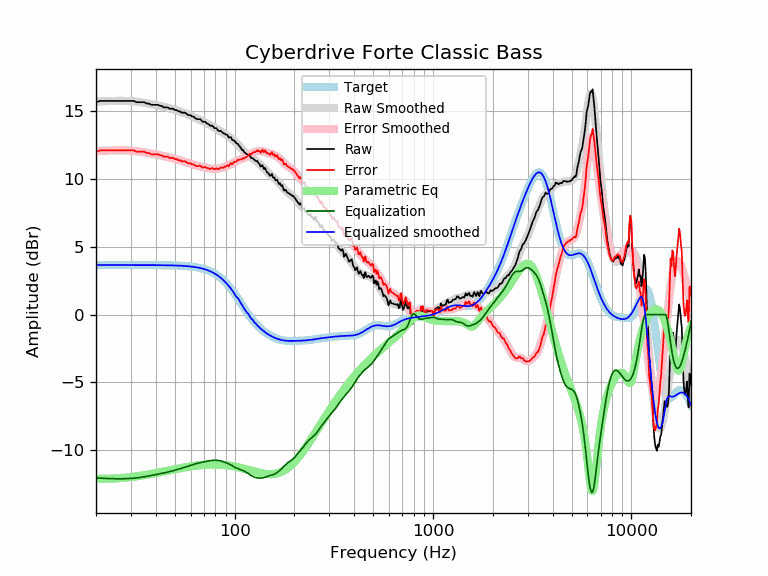 Cyberdrive Forte Classic Bass
Target
Raw Smoothed
Error Smoothed
Raw
Error
Parametric Eq
Equalization
Equalized smoothed
Amplitude (dBr)
15
10
5
0
−5
−10
100
1000
10000
Frequency (Hz)